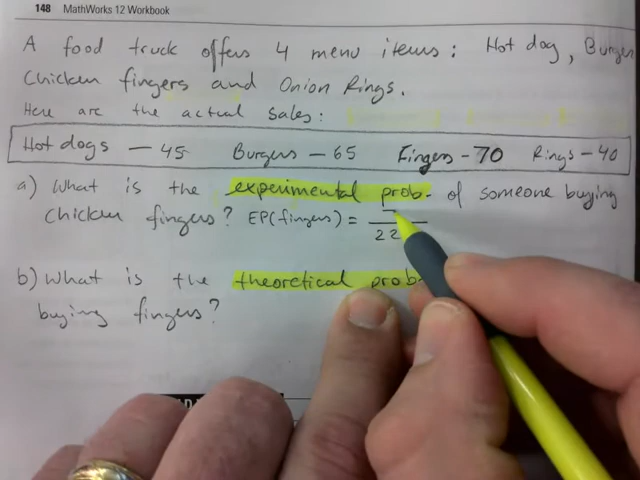 148 MathWorks 12 Workbook
A food truck offers 4 menu items: Hot dog, Burger
Chicken fingers and Onion Rings.
Here are the actual sales:
Hot dogs — 45 Burgers – 65 Fingers - 70 Rings – 40
a) What is the experimental prob. of someone buying
chicken fingers? EP(fingers) = 
22
b) What is the theoretical prob
buying fingers?